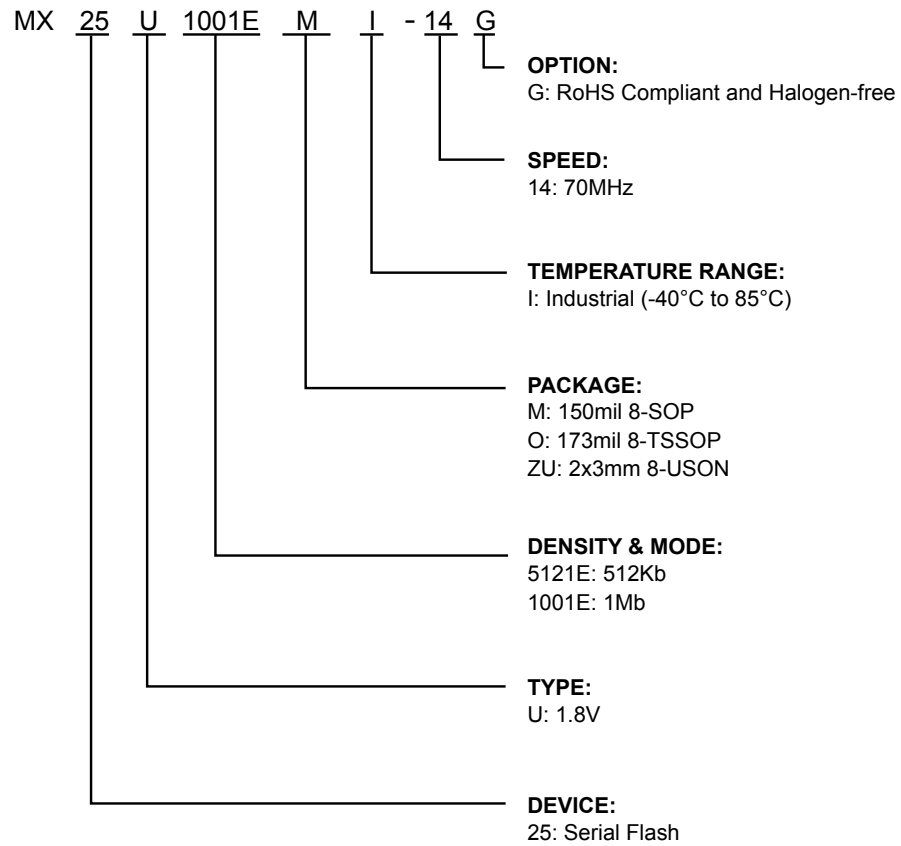 MX 25 U 1001E M I - 14 G
OPTION:
G: RoHS Compliant and Halogen-free
SPEED:
14: 70MHz
TEMPERATURE RANGE:
I: Industrial (-40°C to 85°C)
PACKAGE:
M: 150mil 8-SOP
O: 173mil 8-TSSOP
ZU: 2x3mm 8-USON
DENSITY & MODE:
5121E: 512Kb
1001E: 1Mb
TYPE:
U: 1.8V
DEVICE:
25: Serial Flash